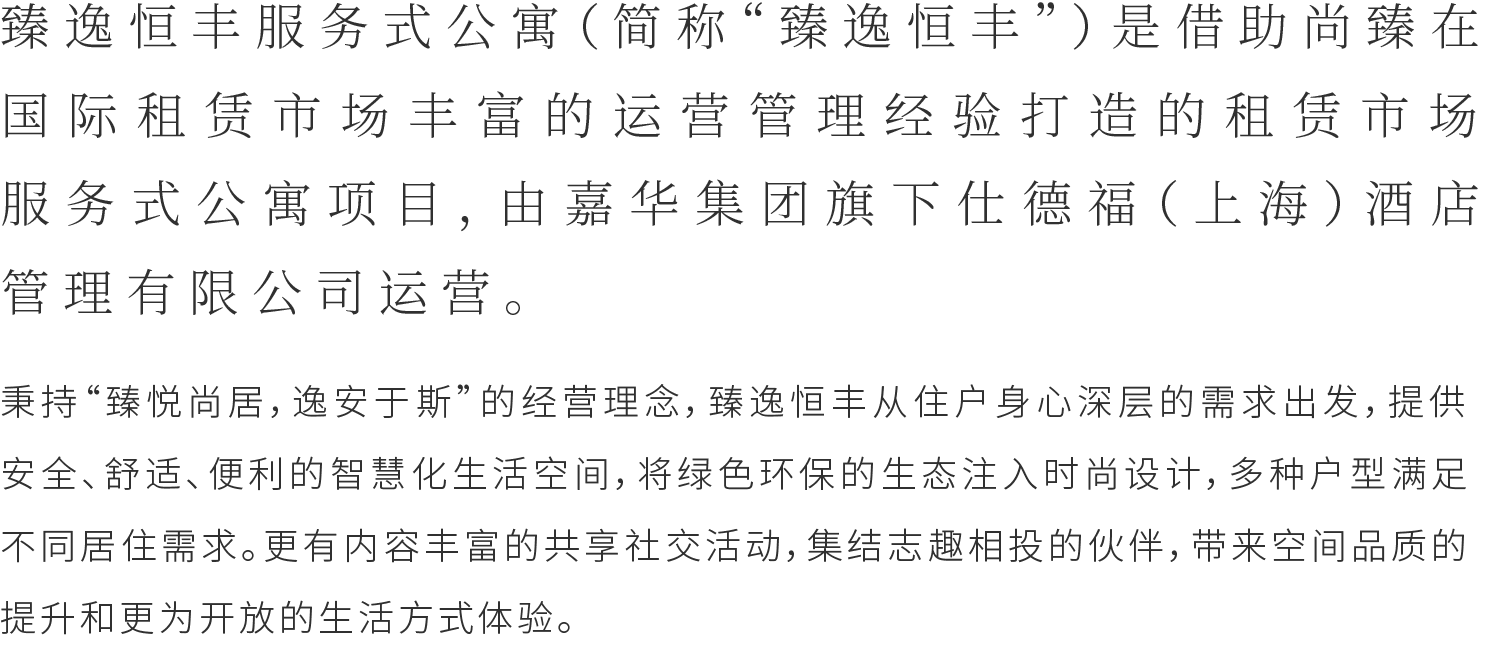 臻逸恒丰服务式公寓(简称“臻逸恒丰”)是借助尚臻在
国际租赁市场丰富的运营管理经验打造的租赁市场
服务式公寓项目,由嘉华集团旗下仕德福(上海)酒店
管理有限公司运营。
秉持“臻悦尚居,逸安于斯”的经营理念,臻逸恒丰从住户身心深层的需求出发,提供
安全、舒适、便利的智慧化生活空间,将绿色环保的生态注入时尚设计,多种户型满足
不同居住需求。更有内容丰富的共享社交活动,集结志趣相投的伙伴,带来空间品质的
提升和更为开放的生活方式体验。